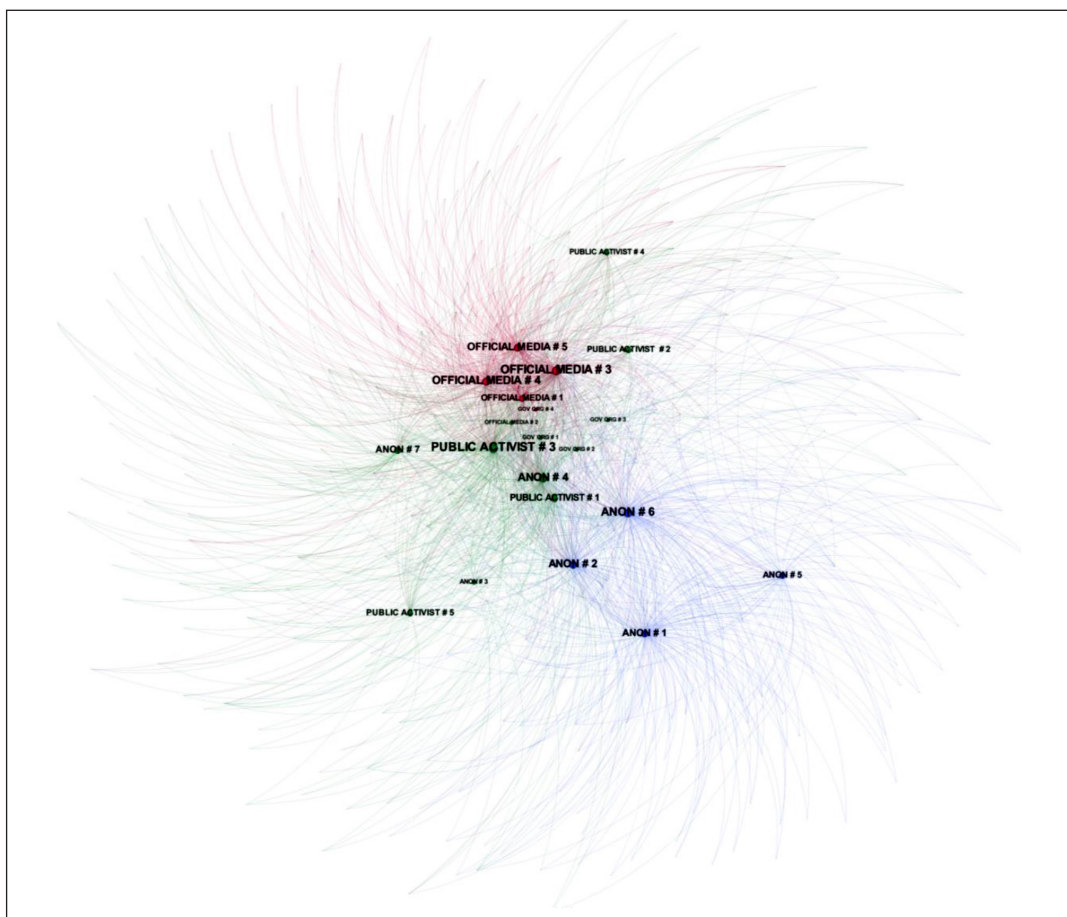 PUBLIC ACTIVIST # 4
OFFICIAL MEDIA # 5
PUBLIC ACTIVIST # 2
OFFICIAL MEDIA # 3
OFFICIAL MEDIA # 4
OFFICIAL MEDIA # 1
GOV ORG # 4
GOV ORG # 3
OFFICIAL MEDIA # 2
GOV ORG # 1
PUBLIC ACTIVIST # 3
GOV ORG # 2
ANON # 7
ANON # 4
PUBLIC ACTIVIST # 1
ANON # 6
ANON # 2
ANON # 5
ANON # 3
PUBLIC ACTIVIST # 5
ANON # 1